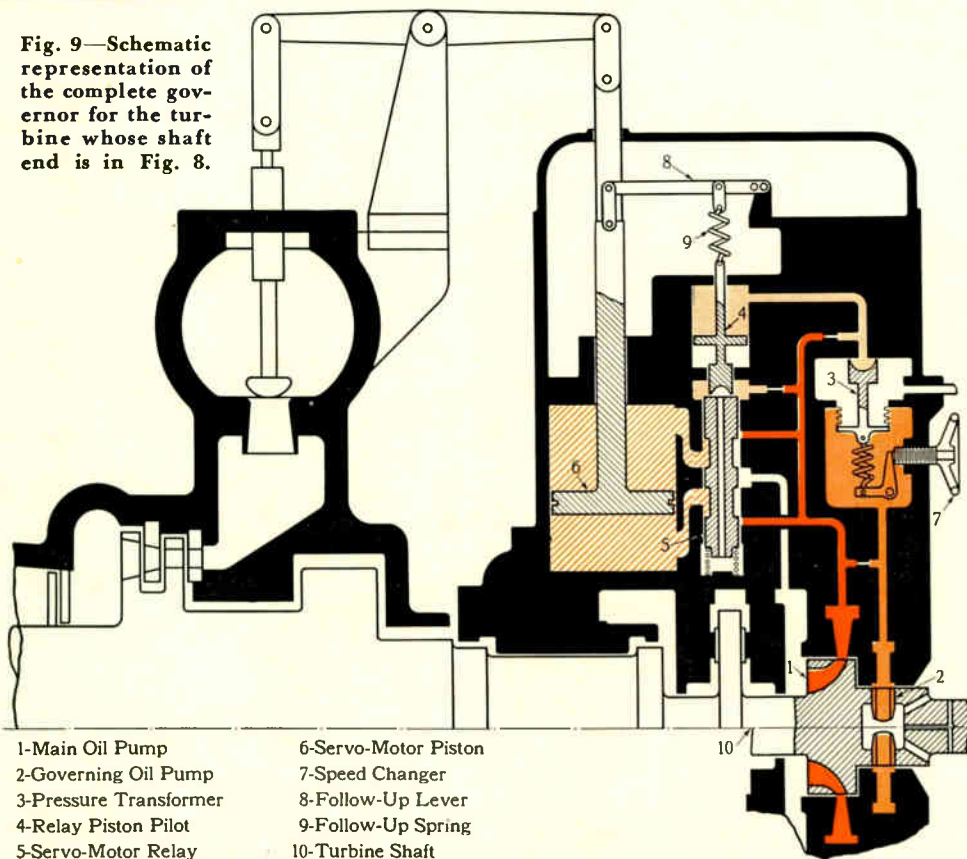 Fig. 9—Schematic
representation of
the complete gov-
ernor for the tur-
bine whose shaft
end is in Fig. 8.
8
9
4
3
6
7
5
1
2
10
1-Main Oil Pump
2-Governing Oil Pump
3-Pressure Transformer
4-Relay Piston Pilot
5-Servo-Motor Relay
6-Servo-Motor Piston
7-Speed Changer
8-Follow-Up Lever
9-Follow-Up Spring
10-Turbine Shaft